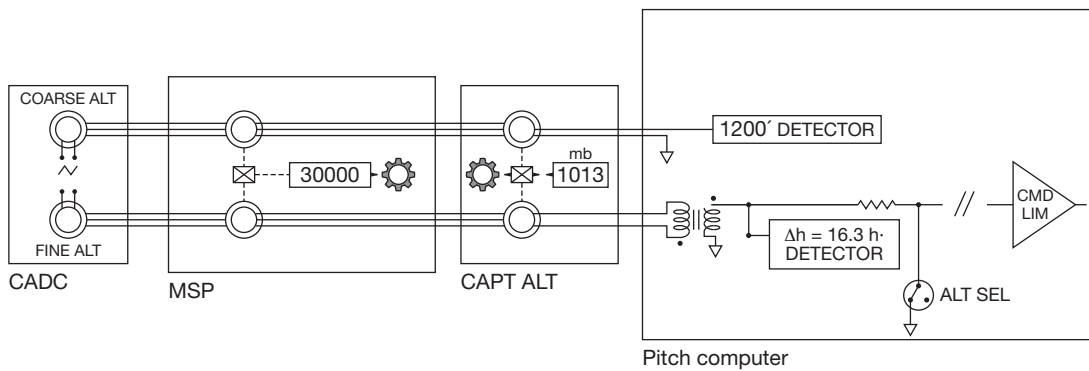 COARSE ALT
FINE ALT
CADC
30000
MSP
mb
1013
CAPT ALT
1200´ DETECTOR
Δh = 16.3 h·
DETECTOR
CMD
LIM
ALT SEL
Pitch computer